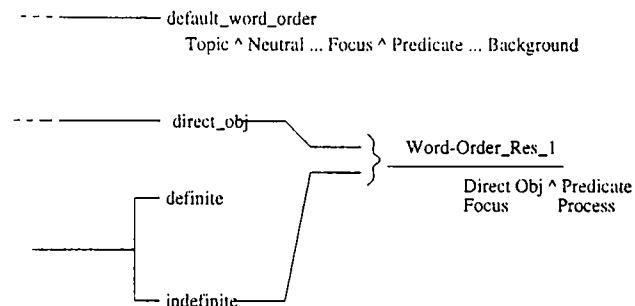 default_word_order
Topic ^ Neutral ... Focus ^ Predicate ... Background
direct_obj
Word-Order_Res_1
Direct Obj ^ Predicate
Focus Process
definite
indefinite